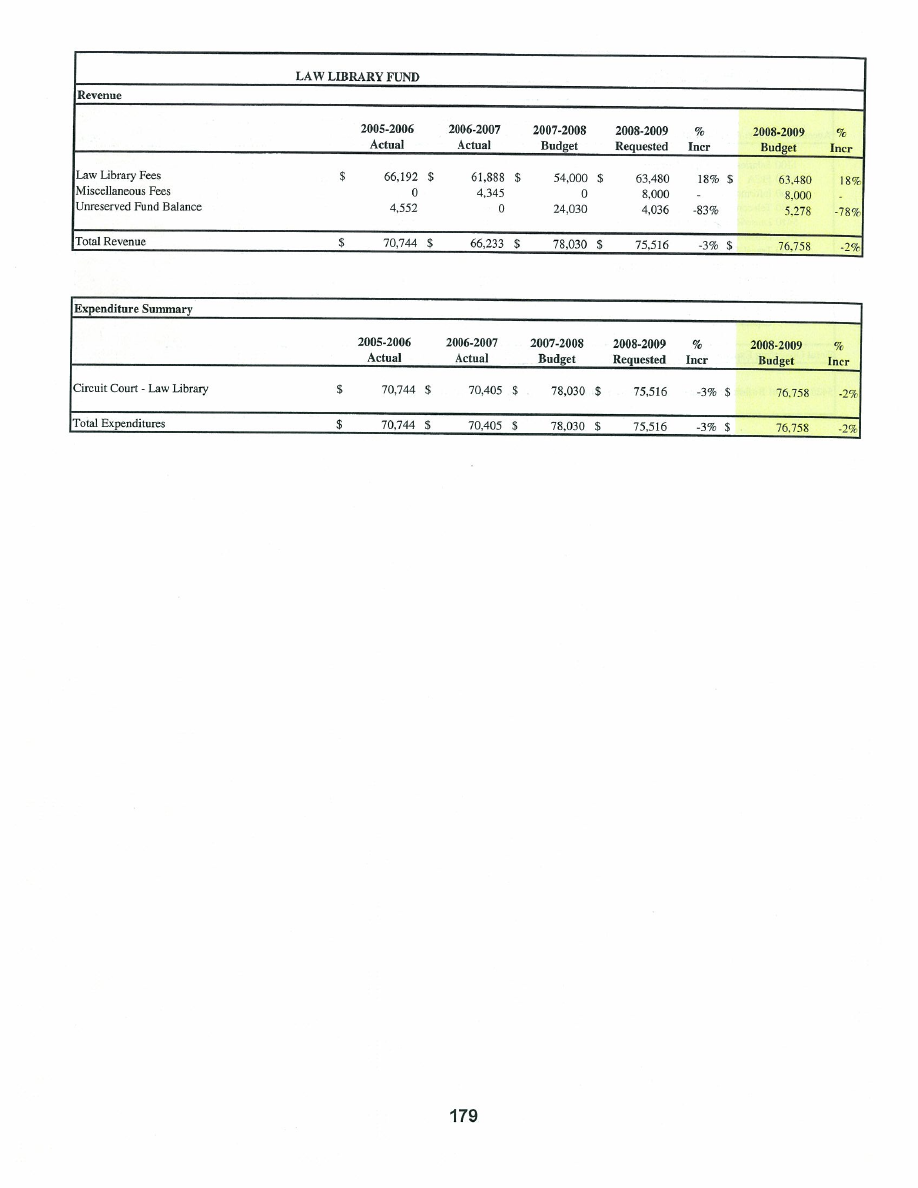 LAW LIBRARY FUND
Revenue
2005-2006 2006-2007 2007-2008 2008-2009 % 2008-2009 %
Actual Actual Budget Requested Incr Budget Incr
Law Library Fees $ 66,192 $ 61,888 $ 54,000 $ 63,480 18% $ 63,480 18%
Miscellaneous Fees 0 4,345 0 8,000 - 8,000 -
Unreserved Fund Balance 4,552 0 24,030 4,036 -83% 5,278 -78%
Total Revenue $ 70,744 $ 66,233 $ 78,030 $ 75,516 -3% $ 76,758 -2%
Expenditure Summary
2005-2006 2006-2007 2007-2008 2008-2009 % 2008-2009 %
Actual Actual Budget Requested Incr Budget Incr
Circuit Court - Law Library $ 70,744 $ 70,405 $ 78,030 $ 75,516 -3% $ 76,758 -2%
Total Expenditures $ 70,744 $ 70,405 $ 78,030 $ 75,516 -3% $ 76,758 -2%
179